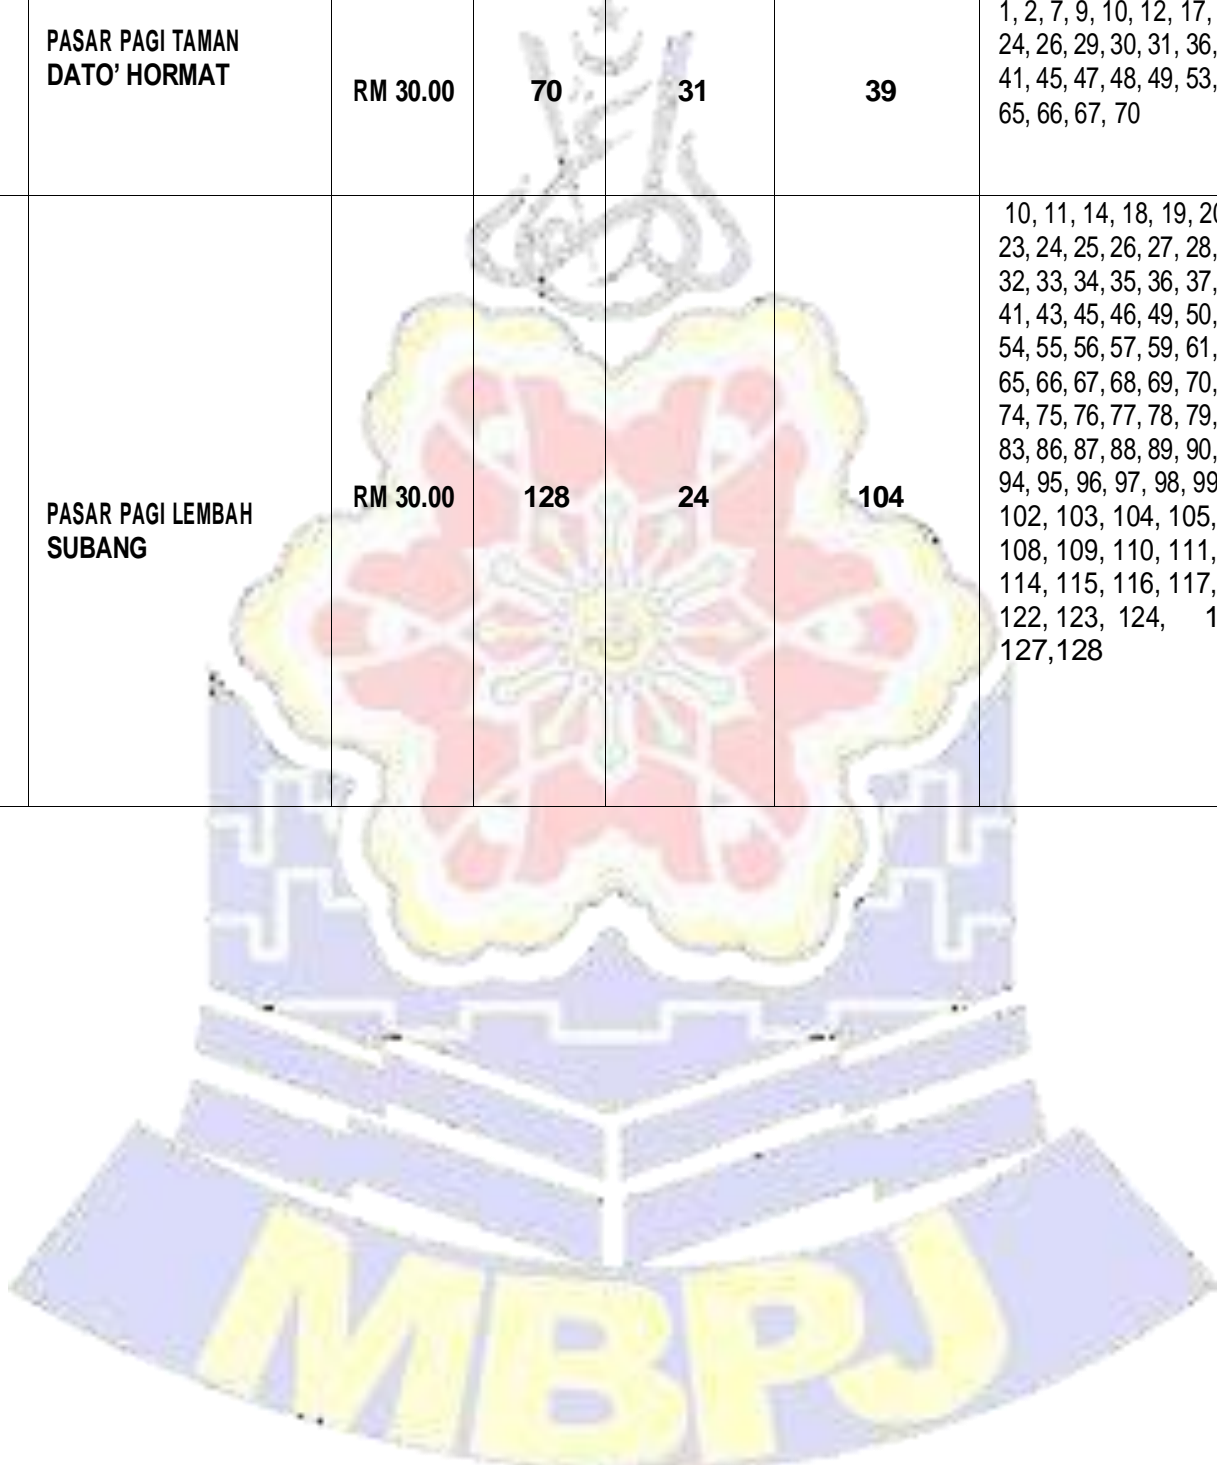 1, 2, 7, 9, 10, 12, 17,
PASAR PAGI TAMAN
DATO’ HORMAT
RM 30.00
70
31
39
24, 26, 29, 30, 31, 36,
41, 45, 47, 48, 49, 53,
65, 66, 67, 70
PASAR PAGI LEMBAH
SUBANG
RM 30.00
128
24
104
10, 11, 14, 18, 19, 20
23, 24, 25, 26, 27, 28,
32, 33, 34, 35, 36, 37,
41, 43, 45, 46, 49, 50,
54, 55, 56, 57, 59, 61,
65, 66, 67, 68, 69, 70,
74, 75, 76, 77, 78, 79,
83, 86, 87, 88, 89, 90,
94, 95, 96, 97, 98, 99
102, 103, 104, 105,
108, 109, 110, 111,
114, 115, 116, 117,
122, 123, 124, 1
127,128
MBPJ